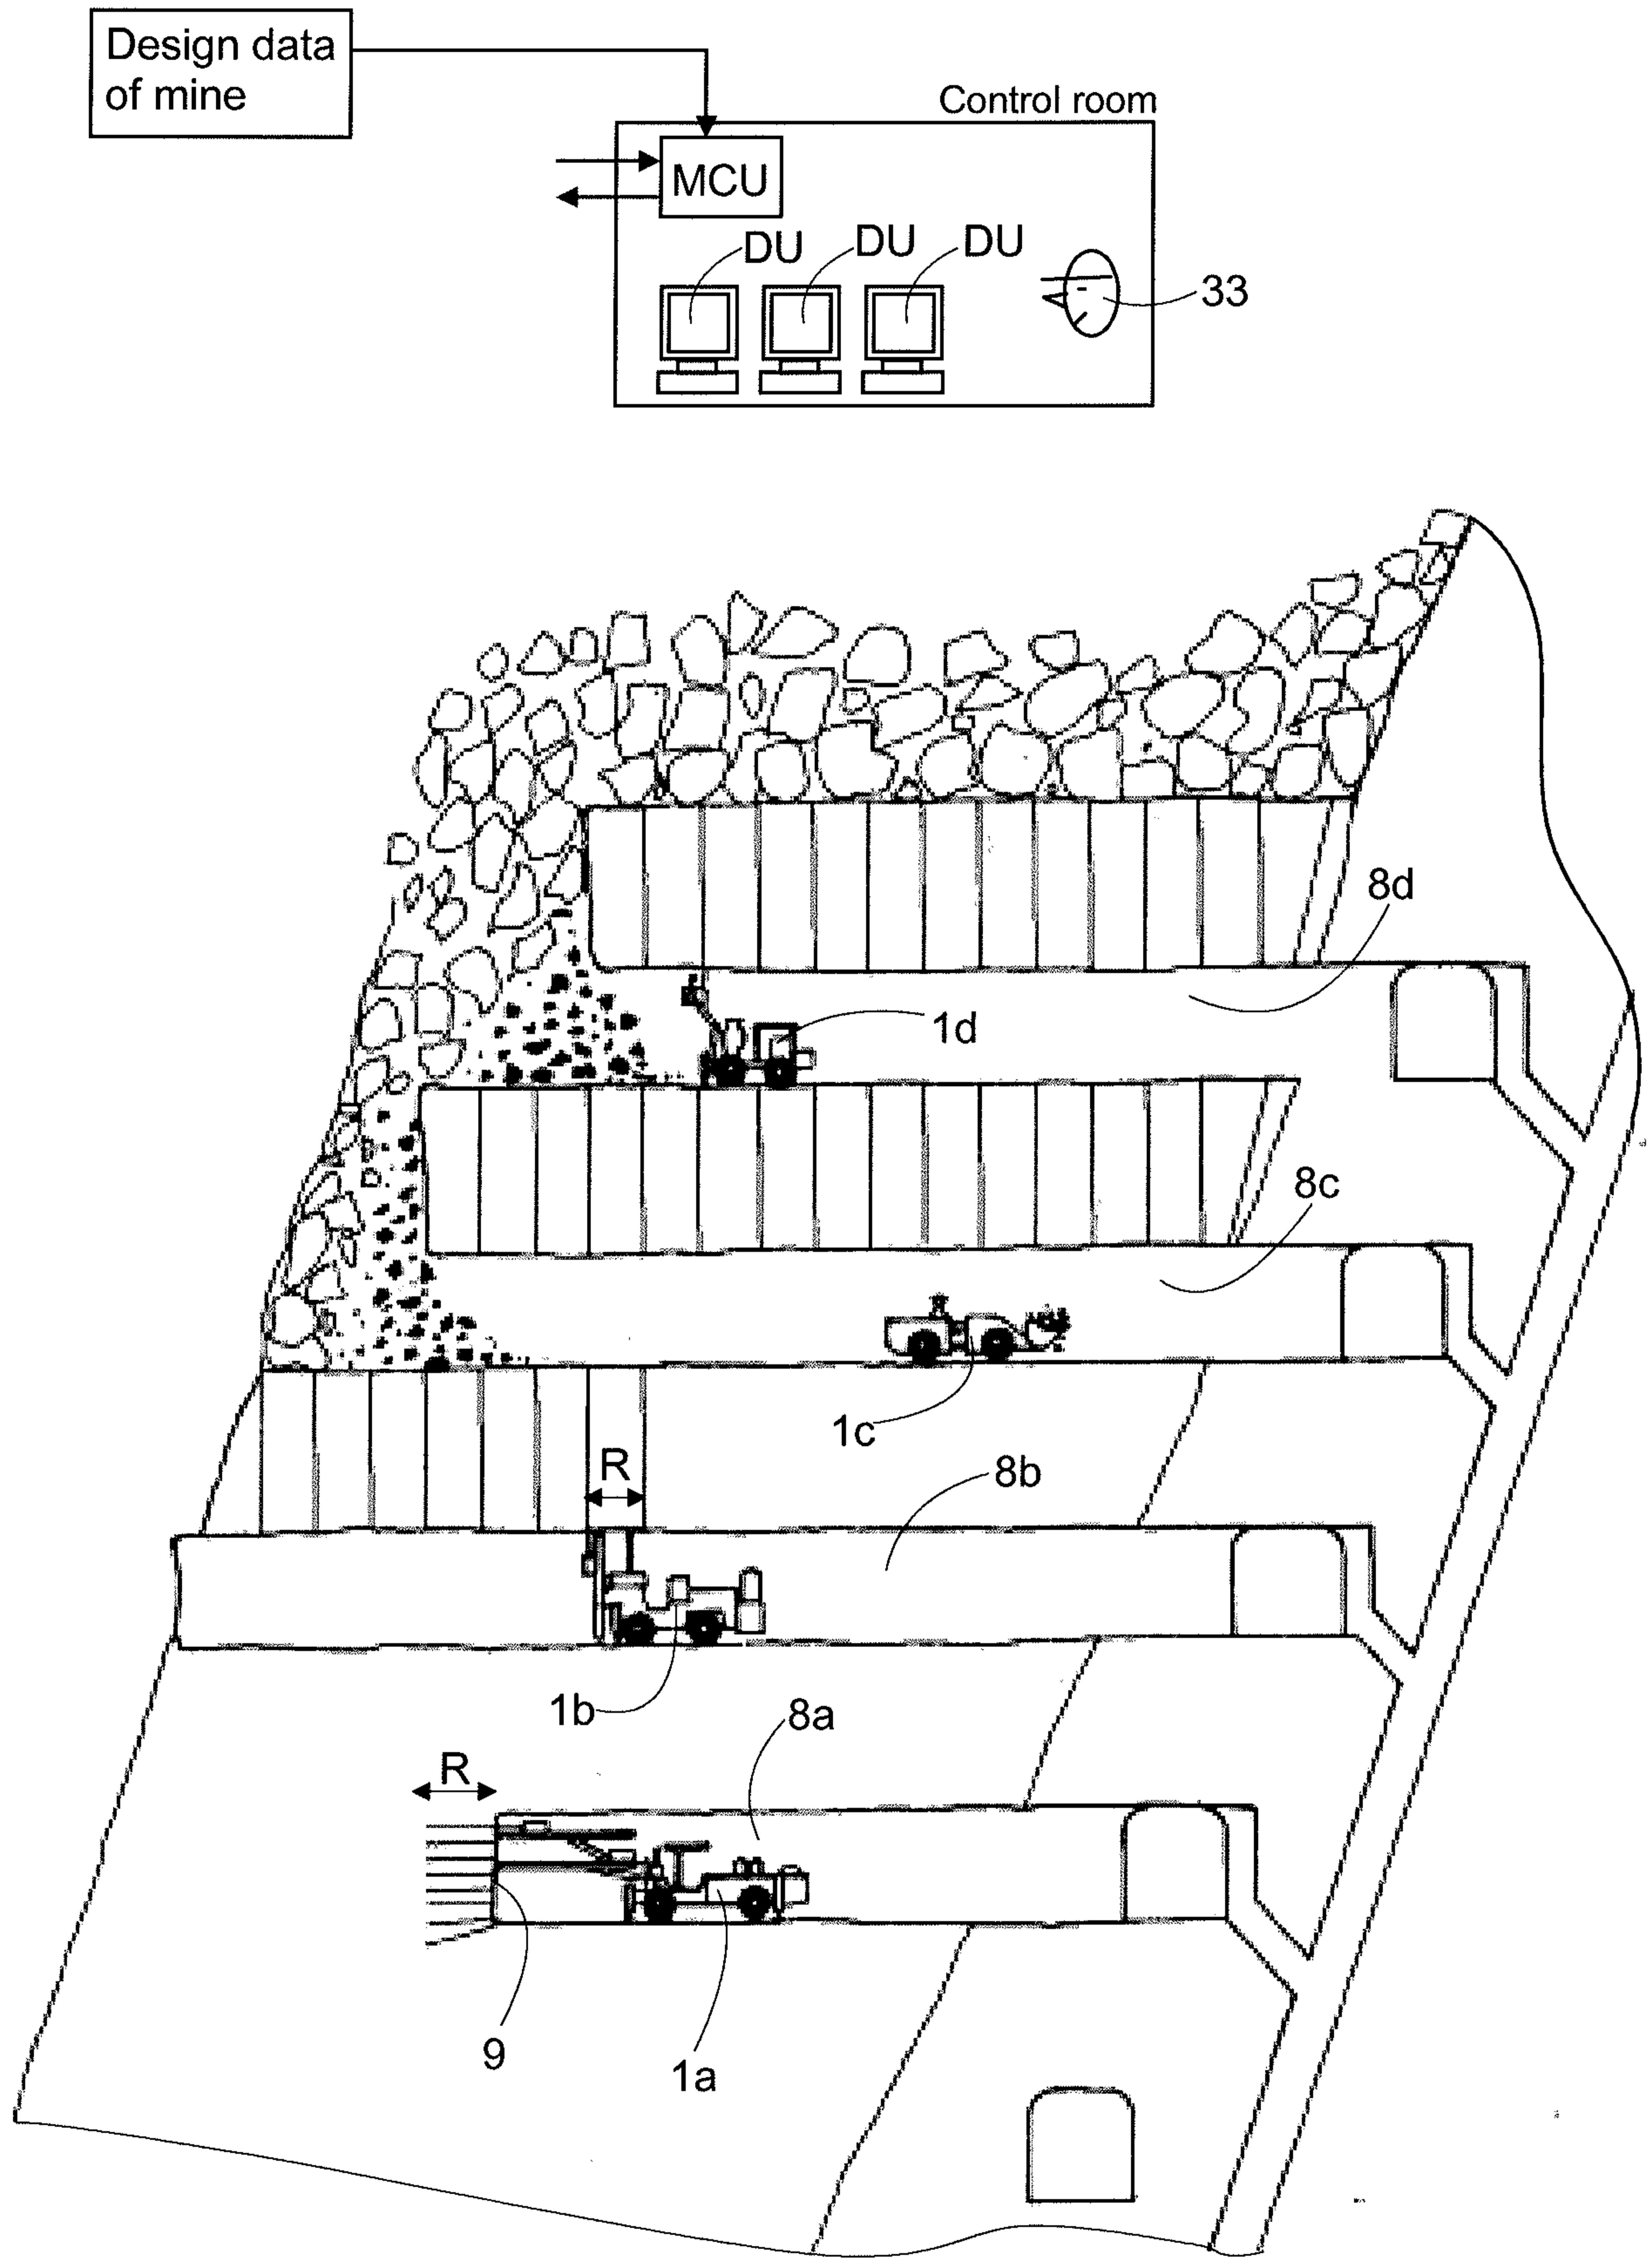 Design data
of mine
Control room
MCU
DU
DU
DU
33
8d
1d
8c
1c
R
8b
1b
8a
R
9
1a